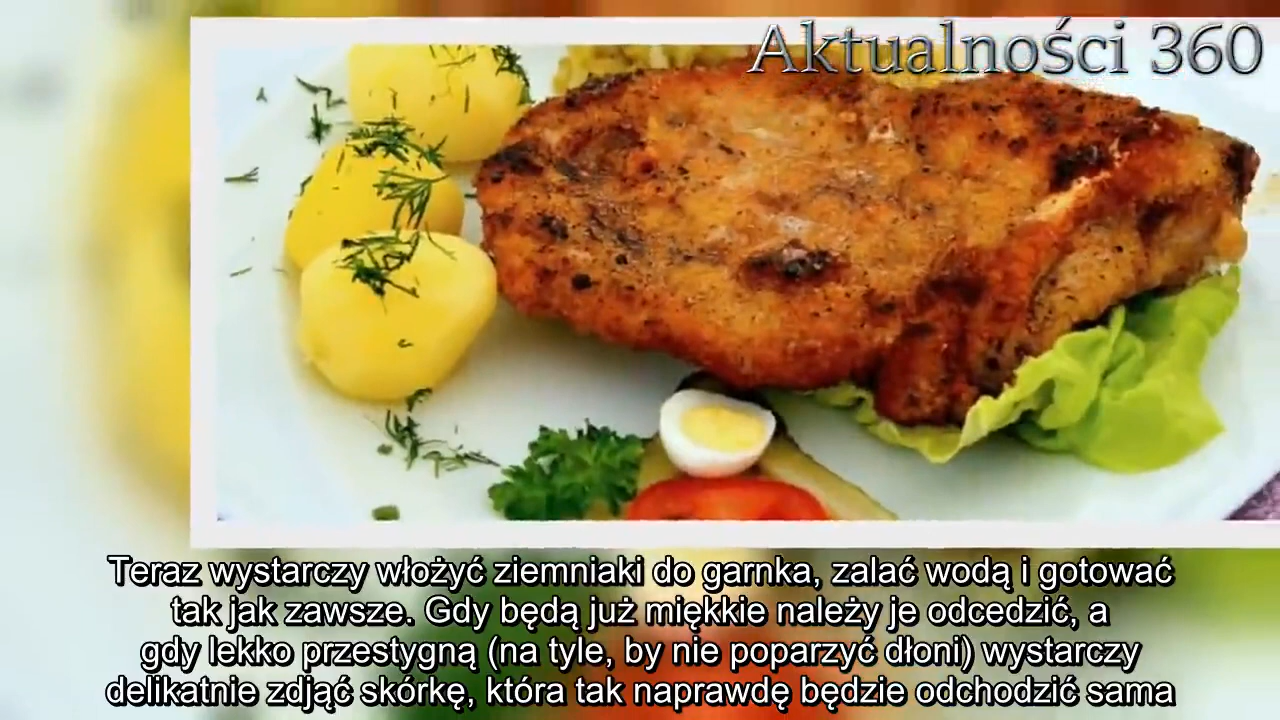 Aktualności 360
Teraz wystarczy włożyć ziemniaki do garnka, zalać wodą i gotować
tak jak zawsze. Gdy będą już miękkie należy je odcedzić, a
gdy lekko przestygną (na tyle, by nie poparzyć dłoni) wystarczy
delikatnie zdjąć skórkę, która tak naprawdę będzie odchodzić sama